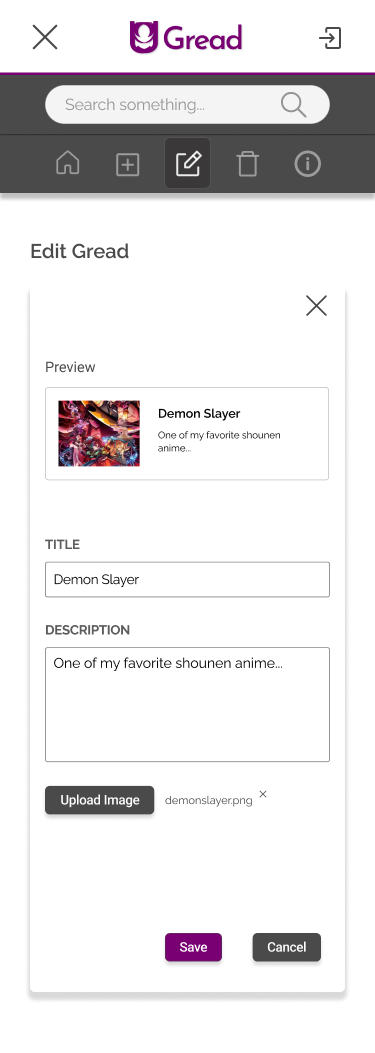 Gread
Search something...
Edit Gread
Preview
Demon Slayer
One of my favorite shounen
anime...
TITLE
Demon Slayer
DESCRIPTION
One of my favorite shounen anime...
Upload Image
demonslayer.png
Save
Cancel